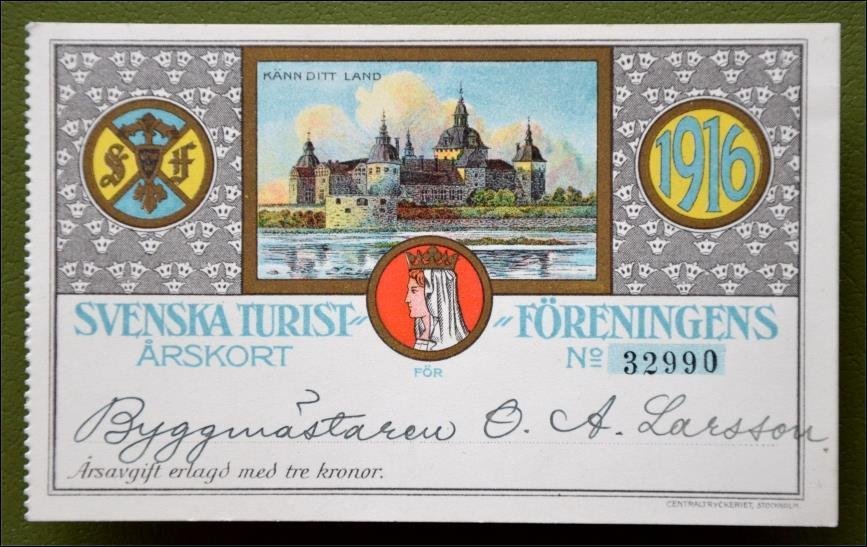 KÄNN DITT LAND
S T F
1916
SVENSKA TURIST- FÖRENINGENS
ÅRSKORT FÖR No 32990
Byggmästaren O. A. Larsson
Årsavgift erlagd med tre kronor.
CENTRALTRYCKERIET, STOCKHOLM.